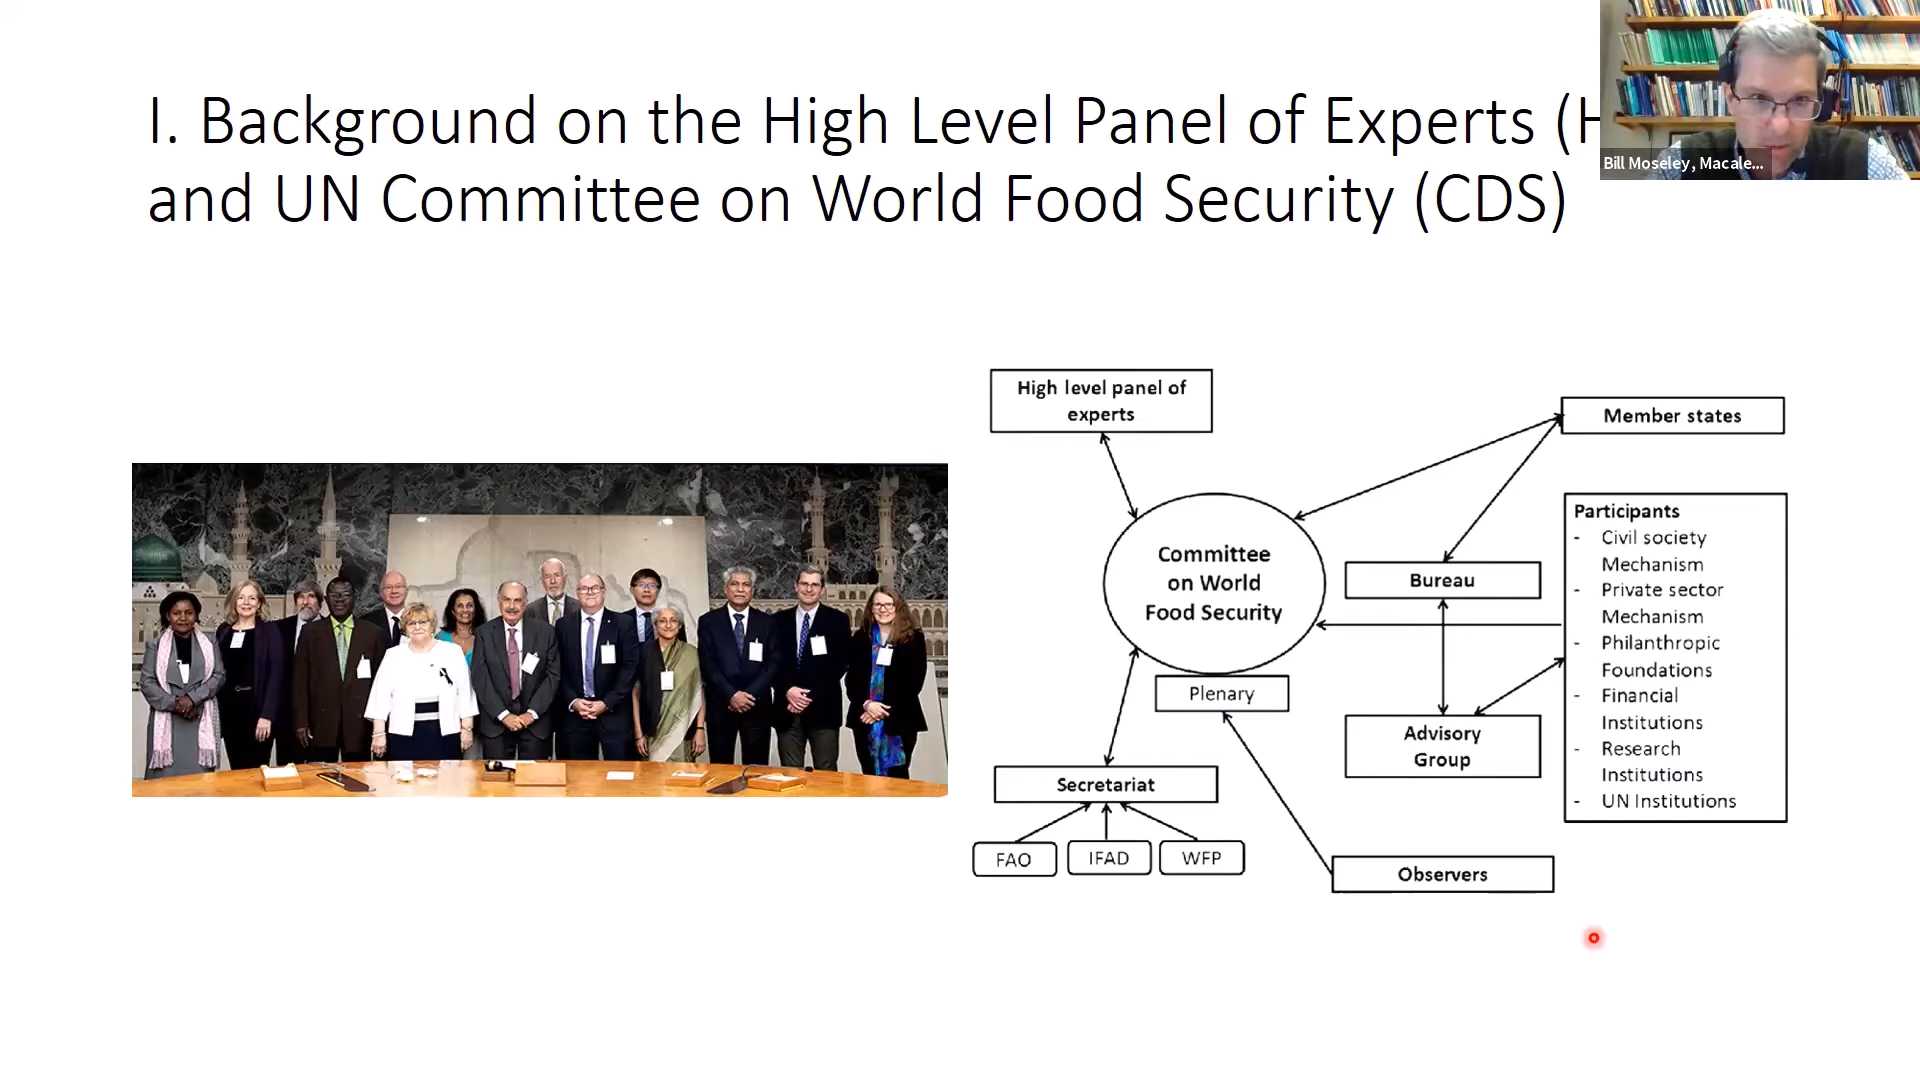 I. Background on the High Level Panel of Experts (H
and UN Committee on World Food Security (CDS)
Bill Moseley, Macale...
High level panel of
experts
Member states
Committee
on World
Food Security
Plenary
Bureau
Advisory
Group
Participants
- Civil society
Mechanism
- Private sector
Mechanism
- Philanthropic
Foundations
- Financial
Institutions
- Research
Institutions
- UN Institutions
Secretariat
FAO
IFAD
WFP
Observers